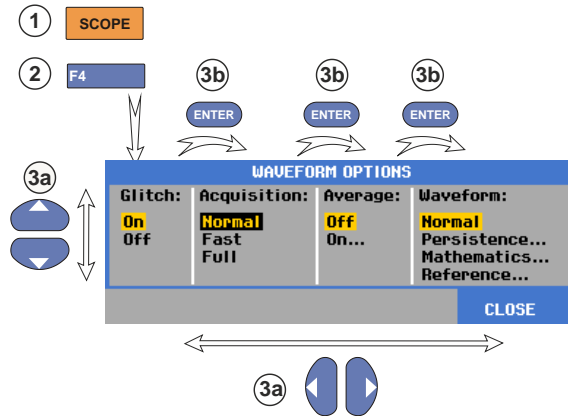 1 SCOPE
2 F4
3b 3b 3b
ENTER ENTER ENTER
3a
WAVEFORM OPTIONS
Glitch: Acquisition: Average: Waveform:
On Normal Off Normal
Off Fast On... Persistence...
Full Mathematics...
Reference...
CLOSE
3a